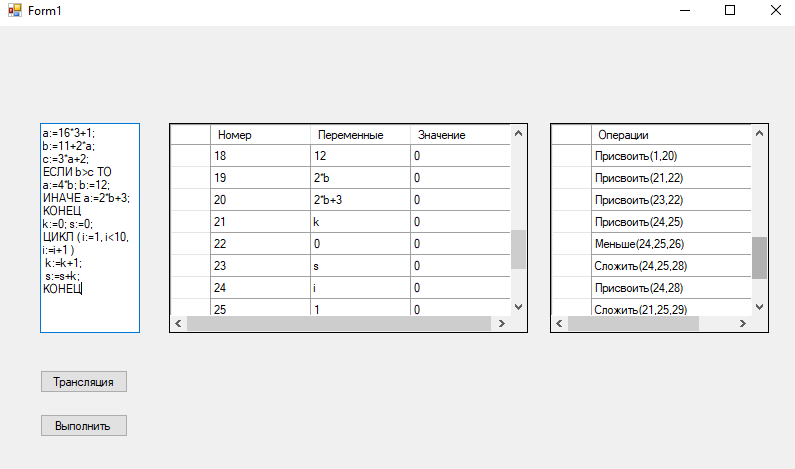 Form1
a:=16*3+1;
b:=11+2*a;
c:=3*a+2;
ЕСЛИ b>c ТО
a:=4*b; b:=12;
ИНАЧЕ a:=2*b+3;
КОНЕЦ
k:=0; s:=0;
ЦИКЛ ( i:=1, i<10,
i:=i+1 )
k:=k+1;
s:=s+k;
КОНЕЦ
Номер Переменные Значение
18 12 0
19 2*b 0
20 2*b+3 0
21 k 0
22 0 0
23 s 0
24 i 0
25 1 0
Операции
Присвоить(1,20)
Присвоить(21,22)
Присвоить(23,22)
Присвоить(24,25)
Меньше(24,25,26)
Сложить(24,25,28)
Присвоить(24,28)
Сложить(21,25,29)
Трансляция
Выполнить